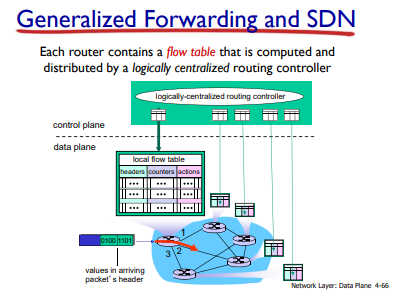 Generalized Forwarding and SDN
Each router contains a flow table that is computed and
distributed by a logically centralized routing controller
logically-centralized routing controller
control plane
data plane
local flow table
headers counters actions
0100 1101
1
3 2
values in arriving
packet's header
Network Layer: Data Plane 4-66